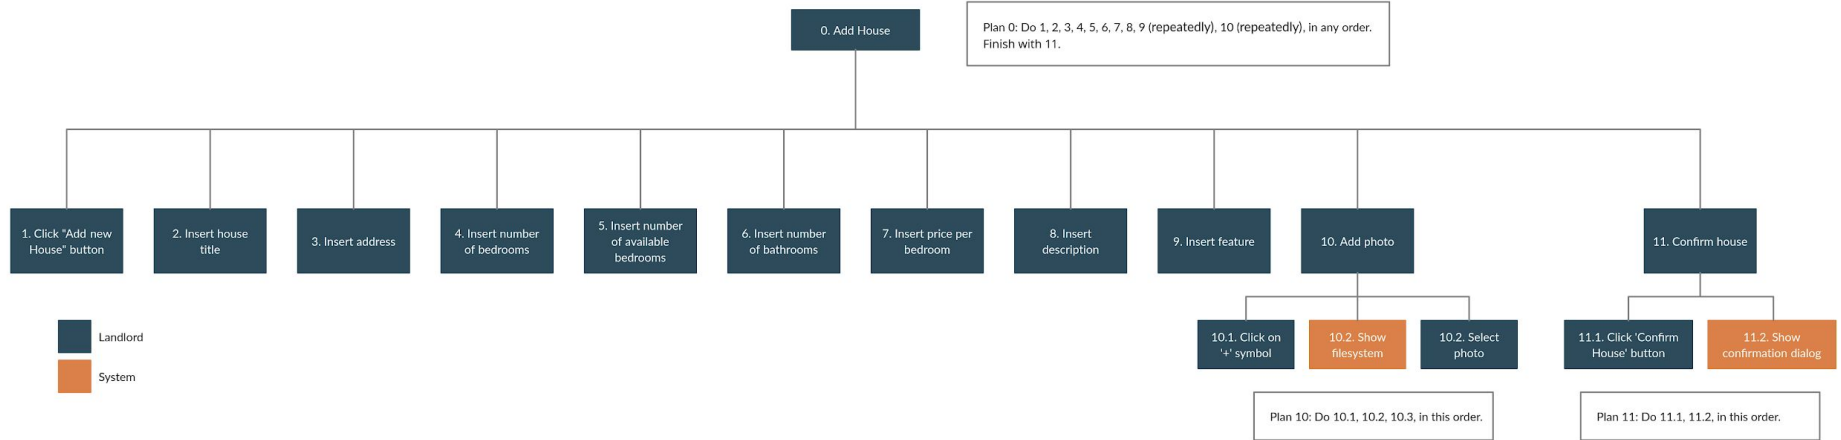 0. Add House
Plan 0: Do 1, 2, 3, 4, 5, 6, 7, 8, 9 (repeatedly), 10 (repeatedly), in any order.
Finish with 11.
1. Click "Add new
House" button
2. Insert house
title
3. Insert address
4. Insert number
of bedrooms
5. Insert number
of available
bedrooms
6. Insert number
of bathrooms
7. Insert price per
bedroom
8. Insert
description
9. Insert feature
10. Add photo
11. Confirm house
Landlord
System
10.1. Click on
'+' symbol
10.2. Show
filesystem
10.2. Select
photo
11.1. Click 'Confirm
House' button
11.2. Show
confirmation dialog
Plan 10: Do 10.1, 10.2, 10.3, in this order.
Plan 11: Do 11.1, 11.2, in this order.